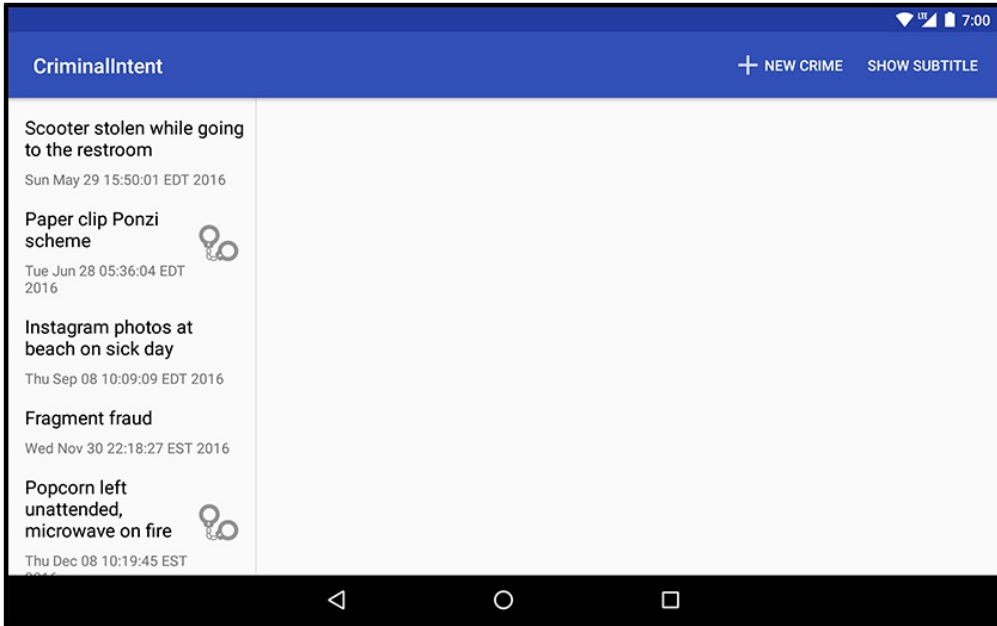 LTE 7:00
CriminalIntent
NEW CRIME SHOW SUBTITLE
Scooter stolen while going
to the restroom
Sun May 29 15:50:01 EDT 2016
Paper clip Ponzi
scheme
Tue Jun 28 05:36:04 EDT
2016
Instagram photos at
beach on sick day
Thu Sep 08 10:09:09 EDT 2016
Fragment fraud
Wed Nov 30 22:18:27 EST 2016
Popcorn left
unattended,
microwave on fire
Thu Dec 08 10:19:45 EST